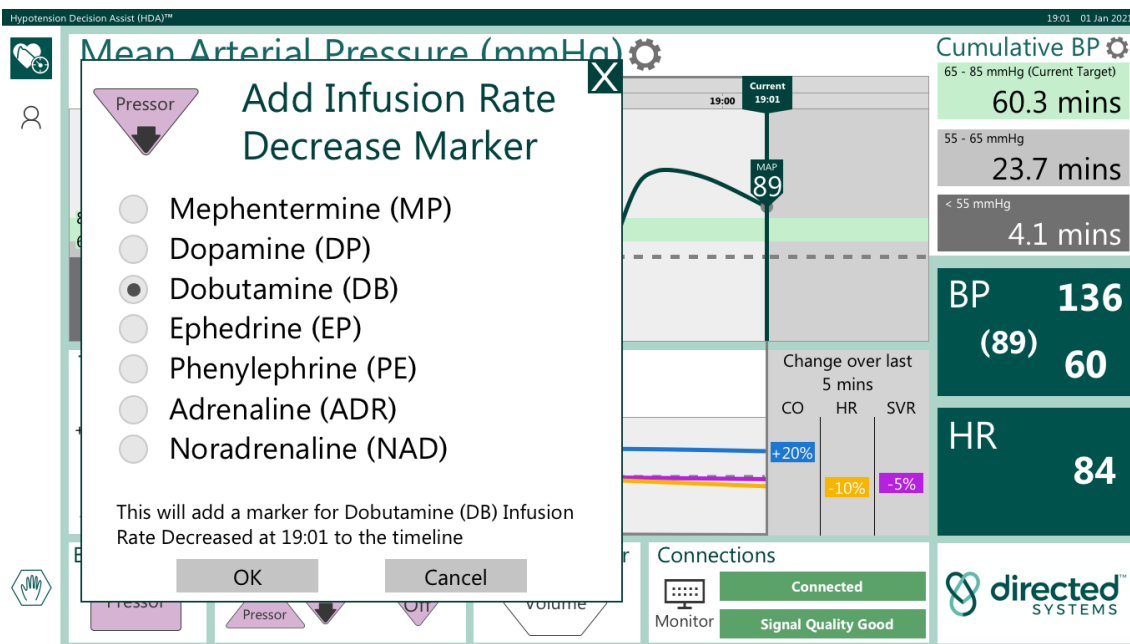 Hypotension Decision Assist (HDA)™
19:01 01 Jan 2021
Mean Arterial Pressure (mmHg)
Pressor
Add Infusion Rate
Decrease Marker
X
Mephentermine (MP)
Dopamine (DP)
Dobutamine (DB)
Ephedrine (EP)
Phenylephrine (PE)
Adrenaline (ADR)
Noradrenaline (NAD)
This will add a marker for Dobutamine (DB) Infusion
Rate Decreased at 19:01 to the timeline
OK
Cancel
19:00
Current
19:01
MAP
89
Change over last
5 mins
CO HR SVR
+20%
-10%
-5%
Cumulative BP
65 - 85 mmHg (Current Target)
60.3 mins
55 - 65 mmHg
23.7 mins
< 55 mmHg
4.1 mins
BP
136
(89)
60
HR
84
Pressor
Pressor
Off
Volume
Connections
Monitor
Connected
Signal Quality Good
directed™
SYSTEMS